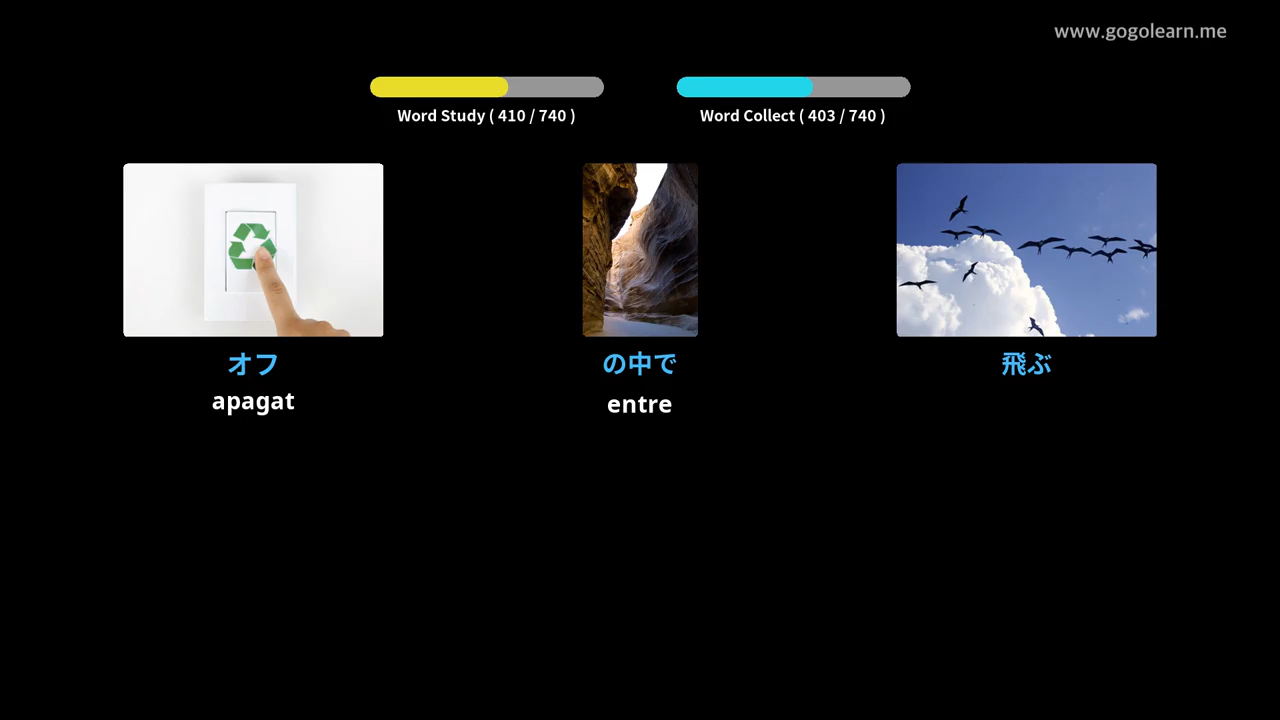 www.gogolearn.me
Word Study ( 410 / 740 )
Word Collect ( 403 / 740 )
オフ
apagat
の中で
entre
飛ぶ